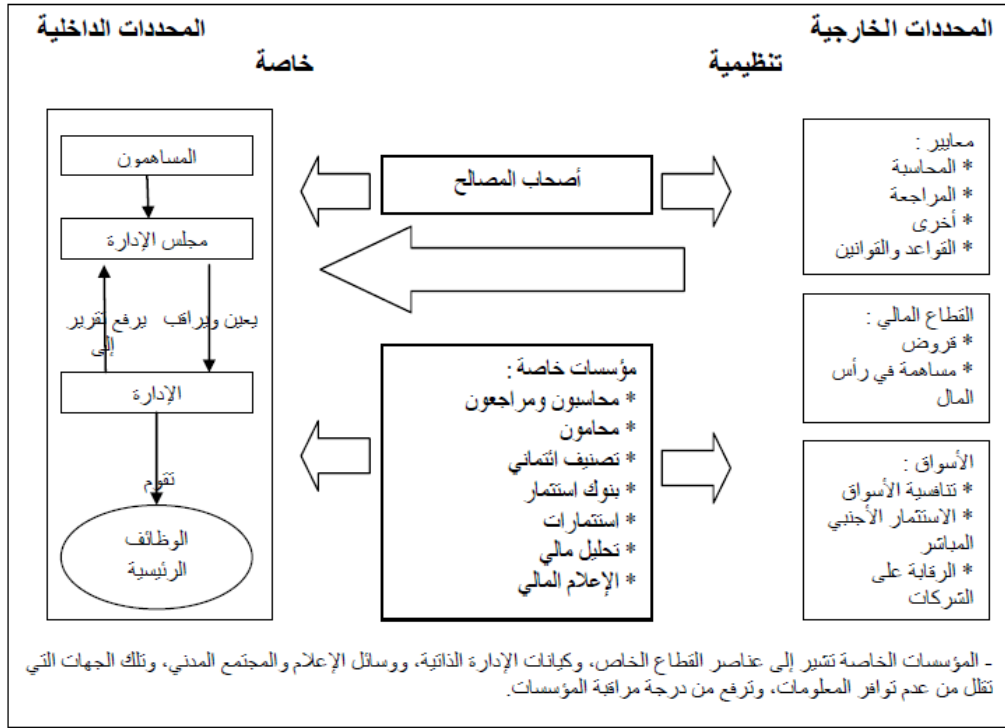 المحددات الخارجية
المحددات الداخلية
تنظيمية
خاصة
معايير :
* المحاسبة
* المراجعة
* أخرى
* القواعد والقوانين
القطاع المالي :
* قروض
* مساهمة في رأس
المال
الأسواق :
* تنافسية الأسواق
* الاستثمار الأجنبي
المباشر
* الرقابة على
الشركات
أصحاب المصالح
مؤسسات خاصة :
* محاسبون ومراجعون
* محامون
* تصنيف ائتماني
* بنوك استثمار
* استثمارات
* تحليل مالي
* الإعلام المالي
المساهمون
مجلس الإدارة
يعين ويراقب
يرفع تقرير
إلى
الإدارة
تقوم
الوظائف
الرئيسية
- المؤسسات الخاصة تشير إلى عناصر القطاع الخاص، وكيانات الإدارة الذاتية، ووسائل الإعلام والمجتمع المدني، وتلك الجهات التي
تقلل من عدم توافر المعلومات، وترفع من درجة مراقبة المؤسسات.